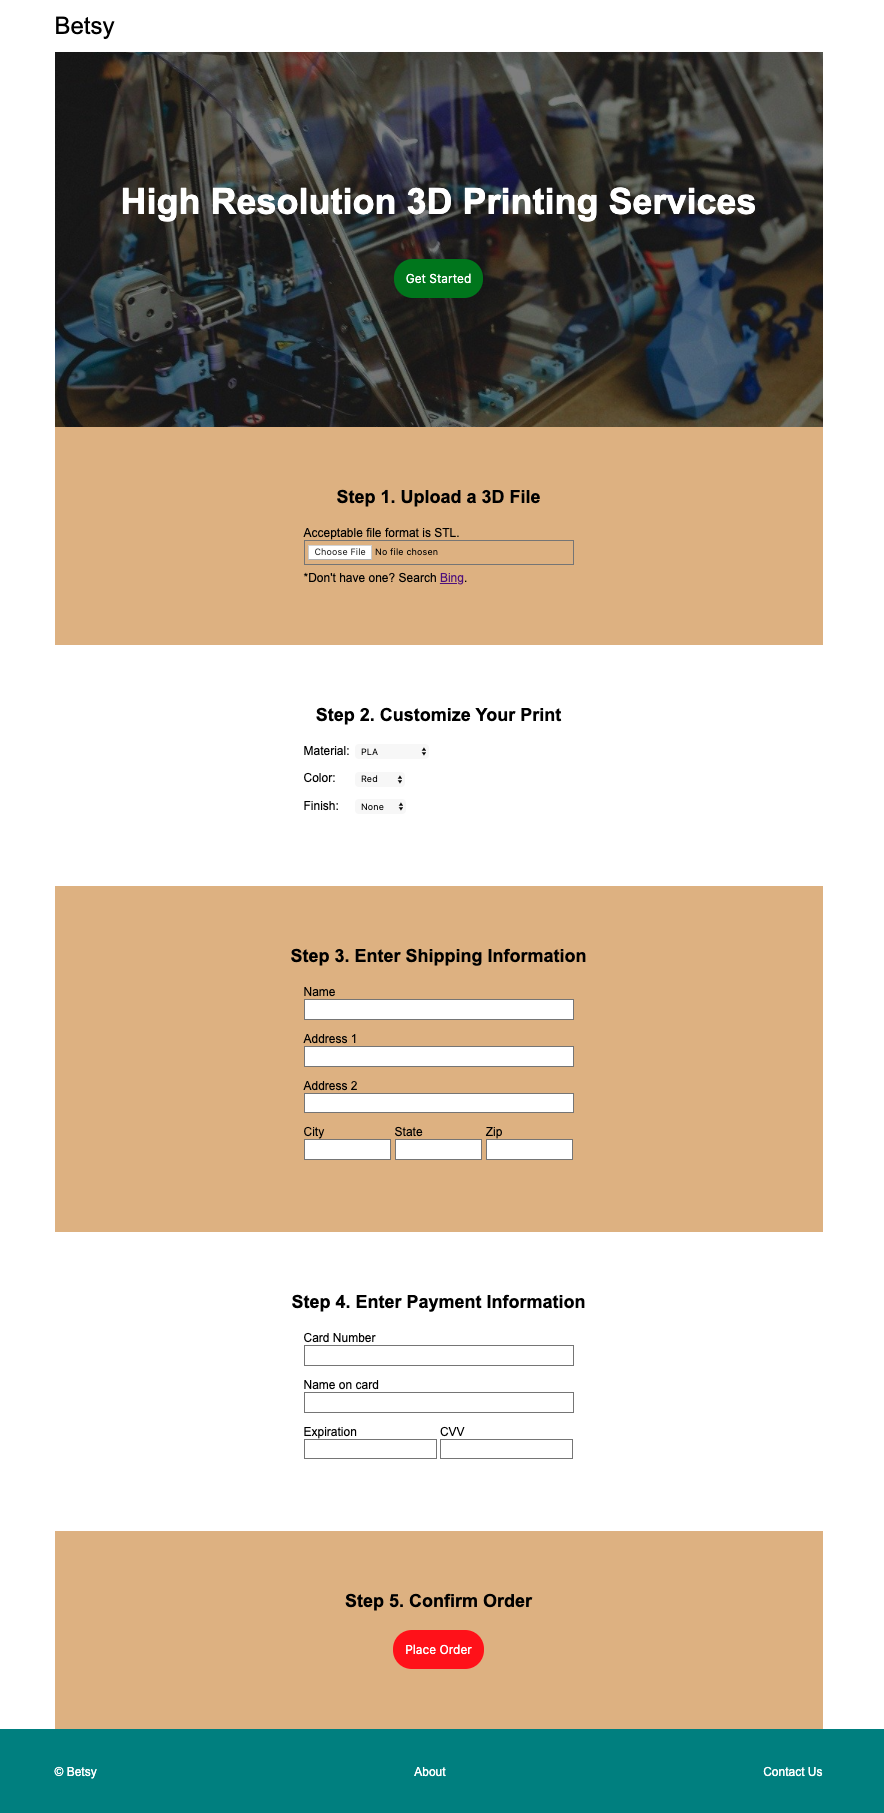 Betsy
High Resolution 3D Printing Services
Get Started
Step 1. Upload a 3D File
Acceptable file format is STL.
Choose File No file chosen
*Don't have one? Search Bing.
Step 2. Customize Your Print
Material: PLA
Color: Red
Finish: None
Step 3. Enter Shipping Information
Name
Address 1
Address 2
City State Zip
Step 4. Enter Payment Information
Card Number
Name on card
Expiration CVV
Step 5. Confirm Order
Place Order
© Betsy About Contact Us